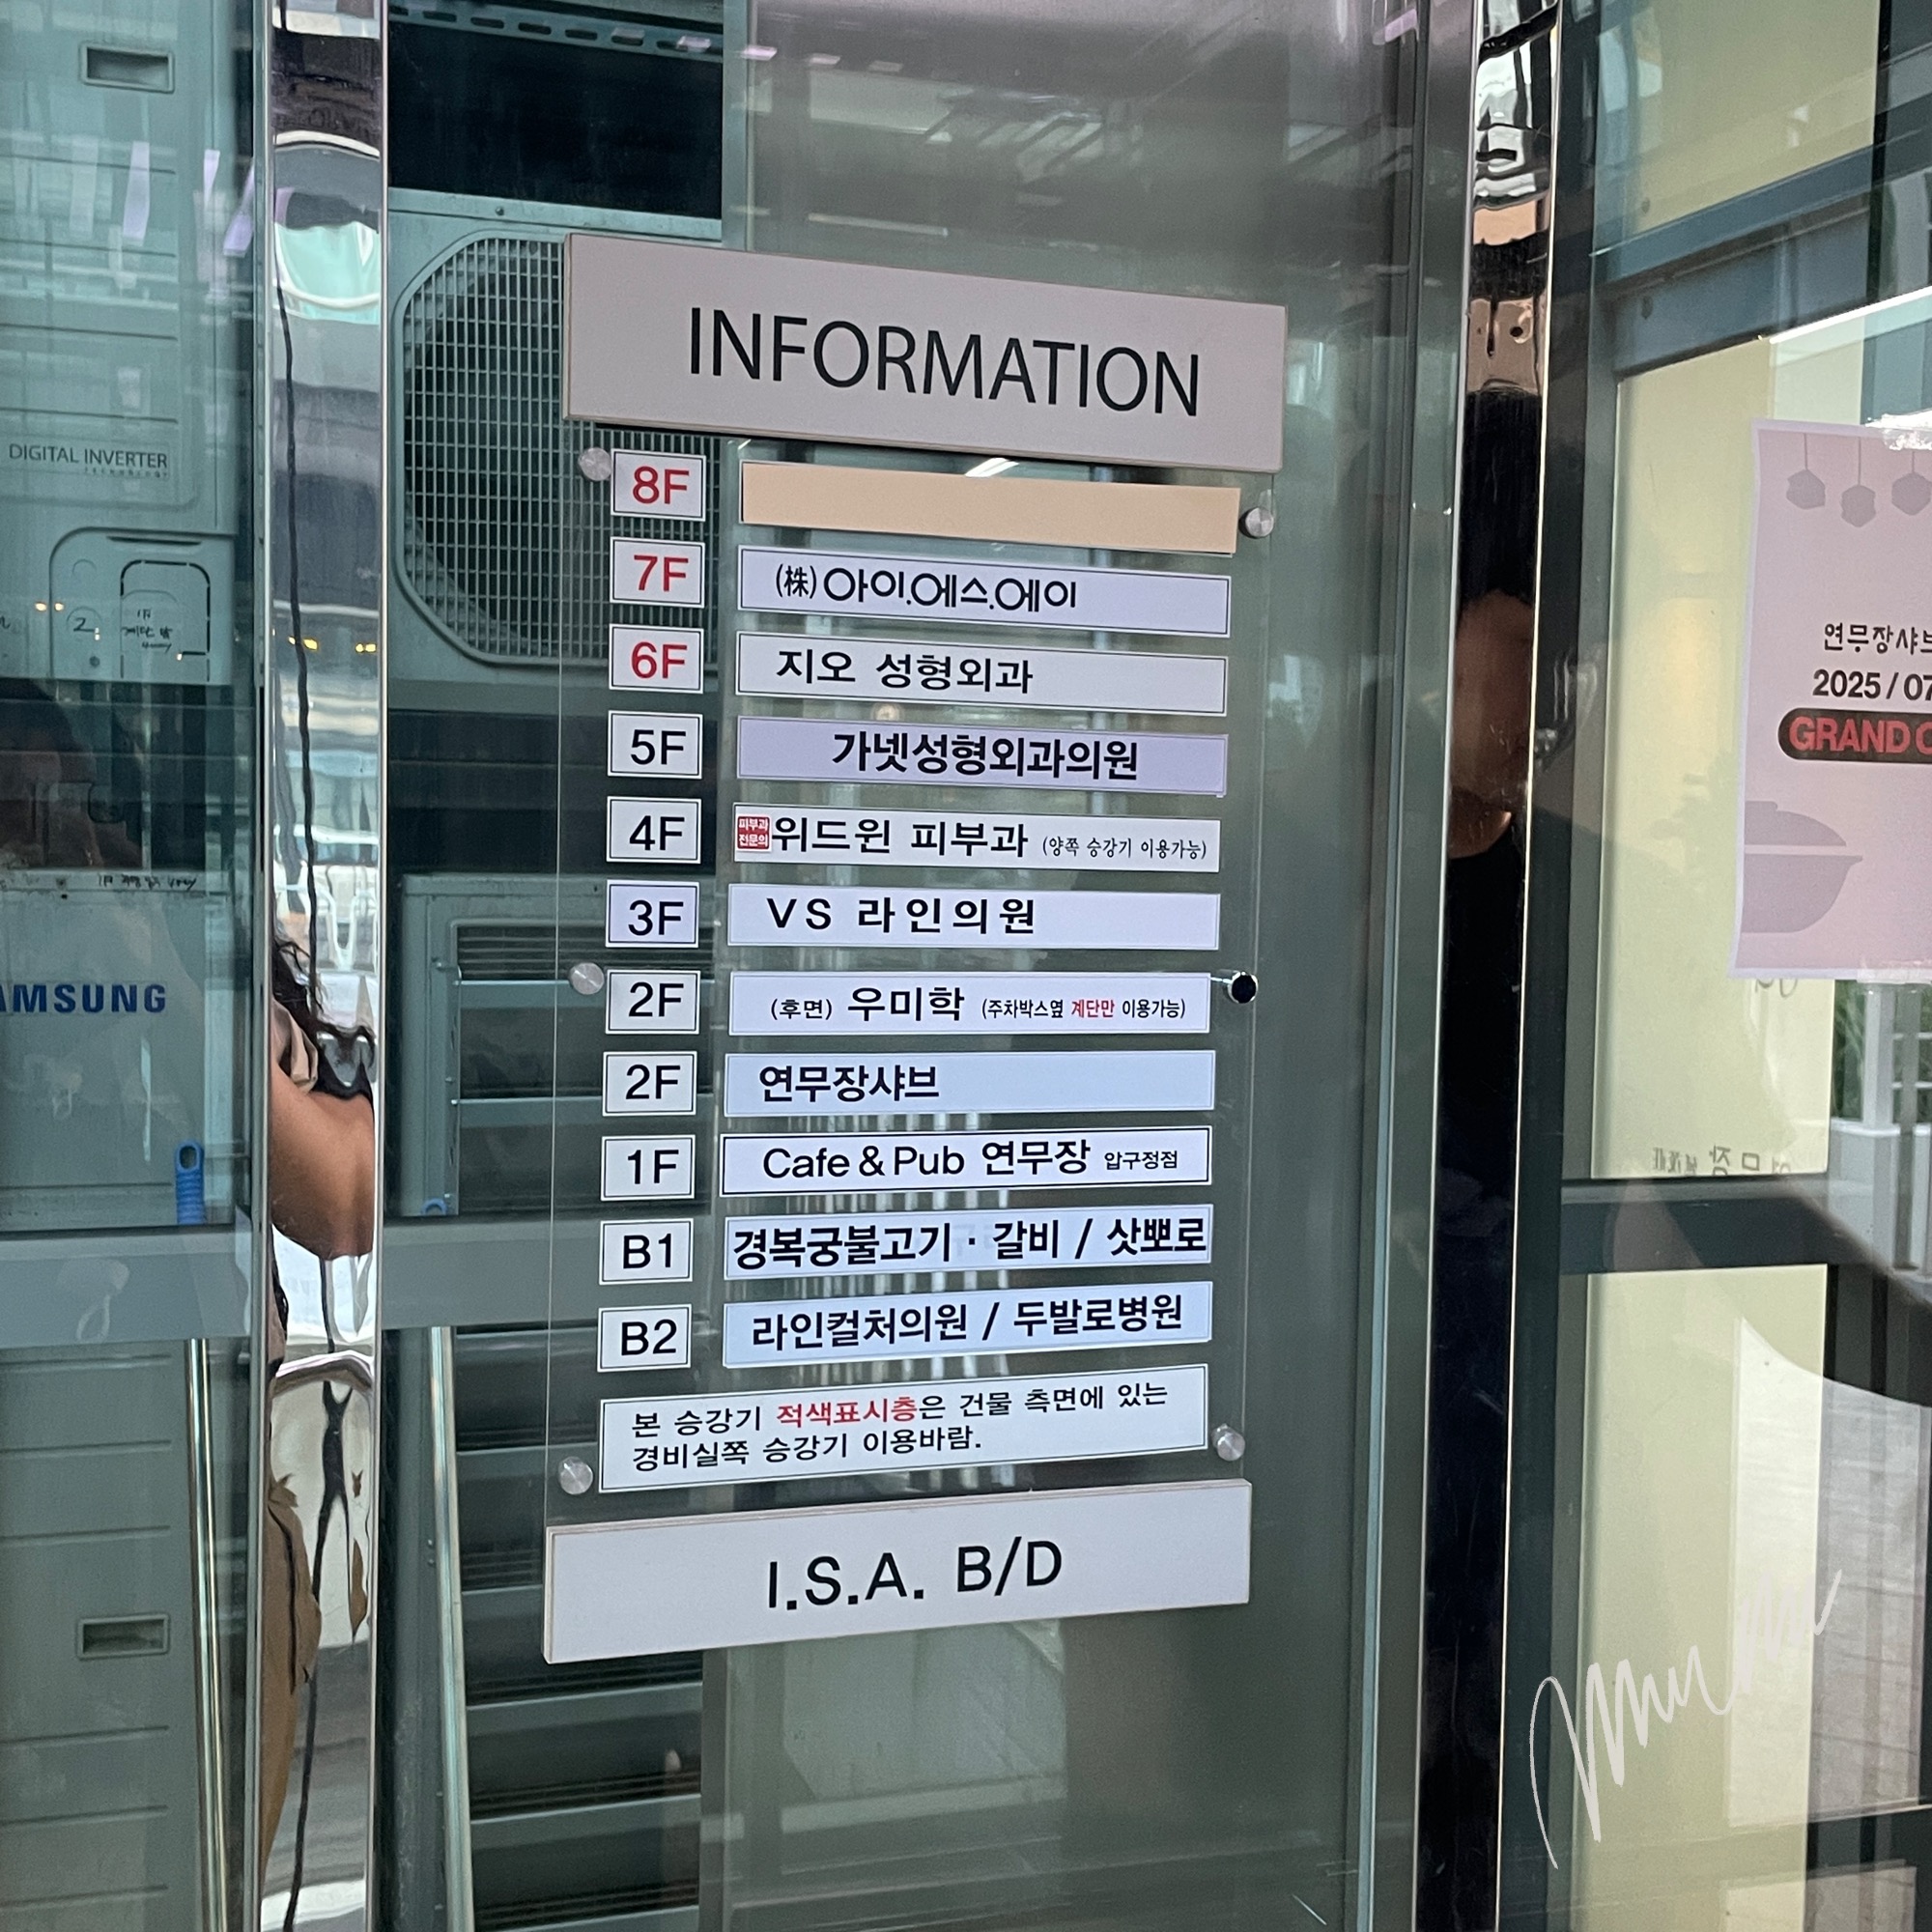 INFORMATION
8F
7F (株)아이.에스.에이
6F 지오 성형외과
5F 가넷성형외과의원
4F 피부과 전문의 위드윈 피부과 (양쪽 승강기 이용가능)
3F VS 라인의원
2F (후면) 우미학 (주차박스옆 계단만 이용가능)
2F 연무장샤브
1F Cafe & Pub 연무장 압구정점
B1 경복궁불고기 · 갈비 / 삿뽀로
B2 라인컬처의원 / 두발로병원
본 승강기 적색표시층은 건물 측면에 있는
경비실쪽 승강기 이용바람.
I.S.A. B/D
DIGITAL INVERTER
AMSUNG
연무장샤브
2025 / 07
GRAND